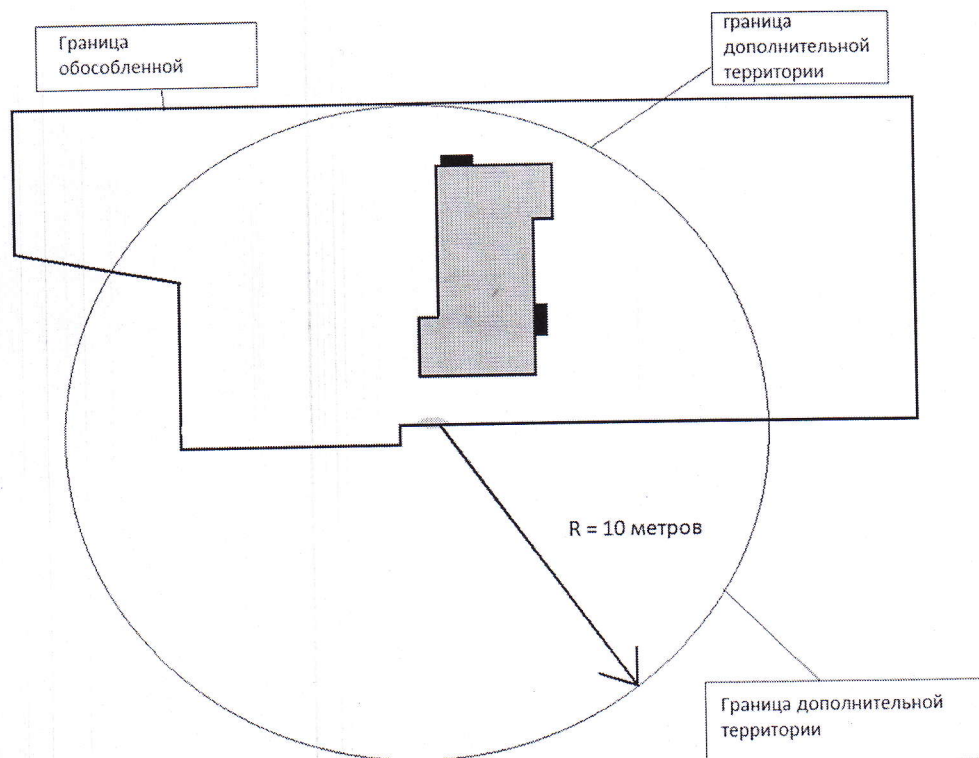 Граница
обособленной
граница
дополнительной
территории
R = 10 метров
Граница дополнительной
территории